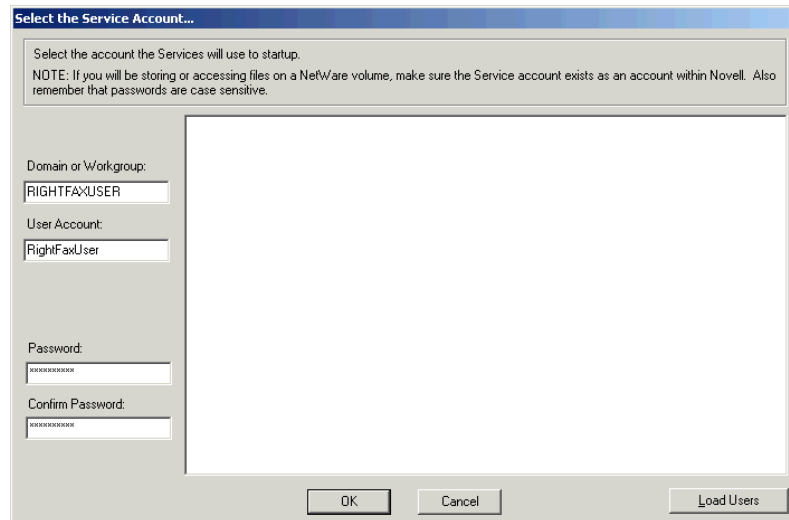 Select the Service Account...
Select the account the Services will use to startup.
NOTE: If you will be storing or accessing files on a NetWare volume, make sure the Service account exists as an account within Novell. Also
remember that passwords are case sensitive.
Domain or Workgroup:
RIGHTFAXUSER
User Account:
RightFaxUser
Password:
××××××××××
Confirm Password:
××××××××××
OK
Cancel
Load Users